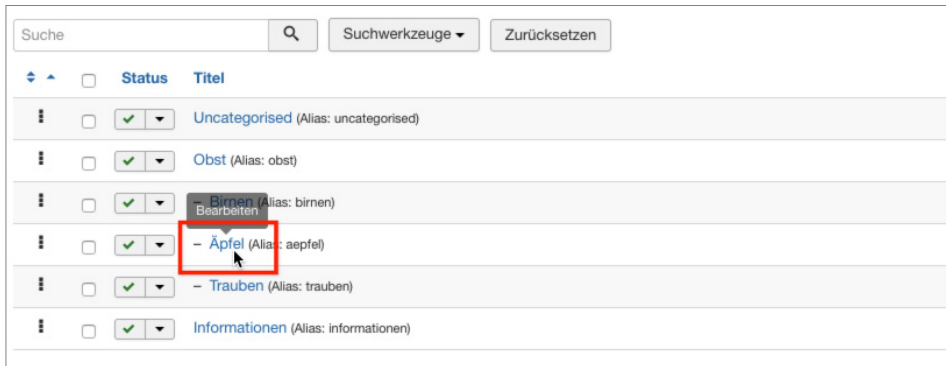 Suche Suchwerkzeuge Zurücksetzen
Status Titel
Uncategorised (Alias: uncategorised)
Obst (Alias: obst)
– Birnen (Alias: birnen)
Bearbeiten
– Äpfel (Alias: aepfel)
– Trauben (Alias: trauben)
Informationen (Alias: informationen)